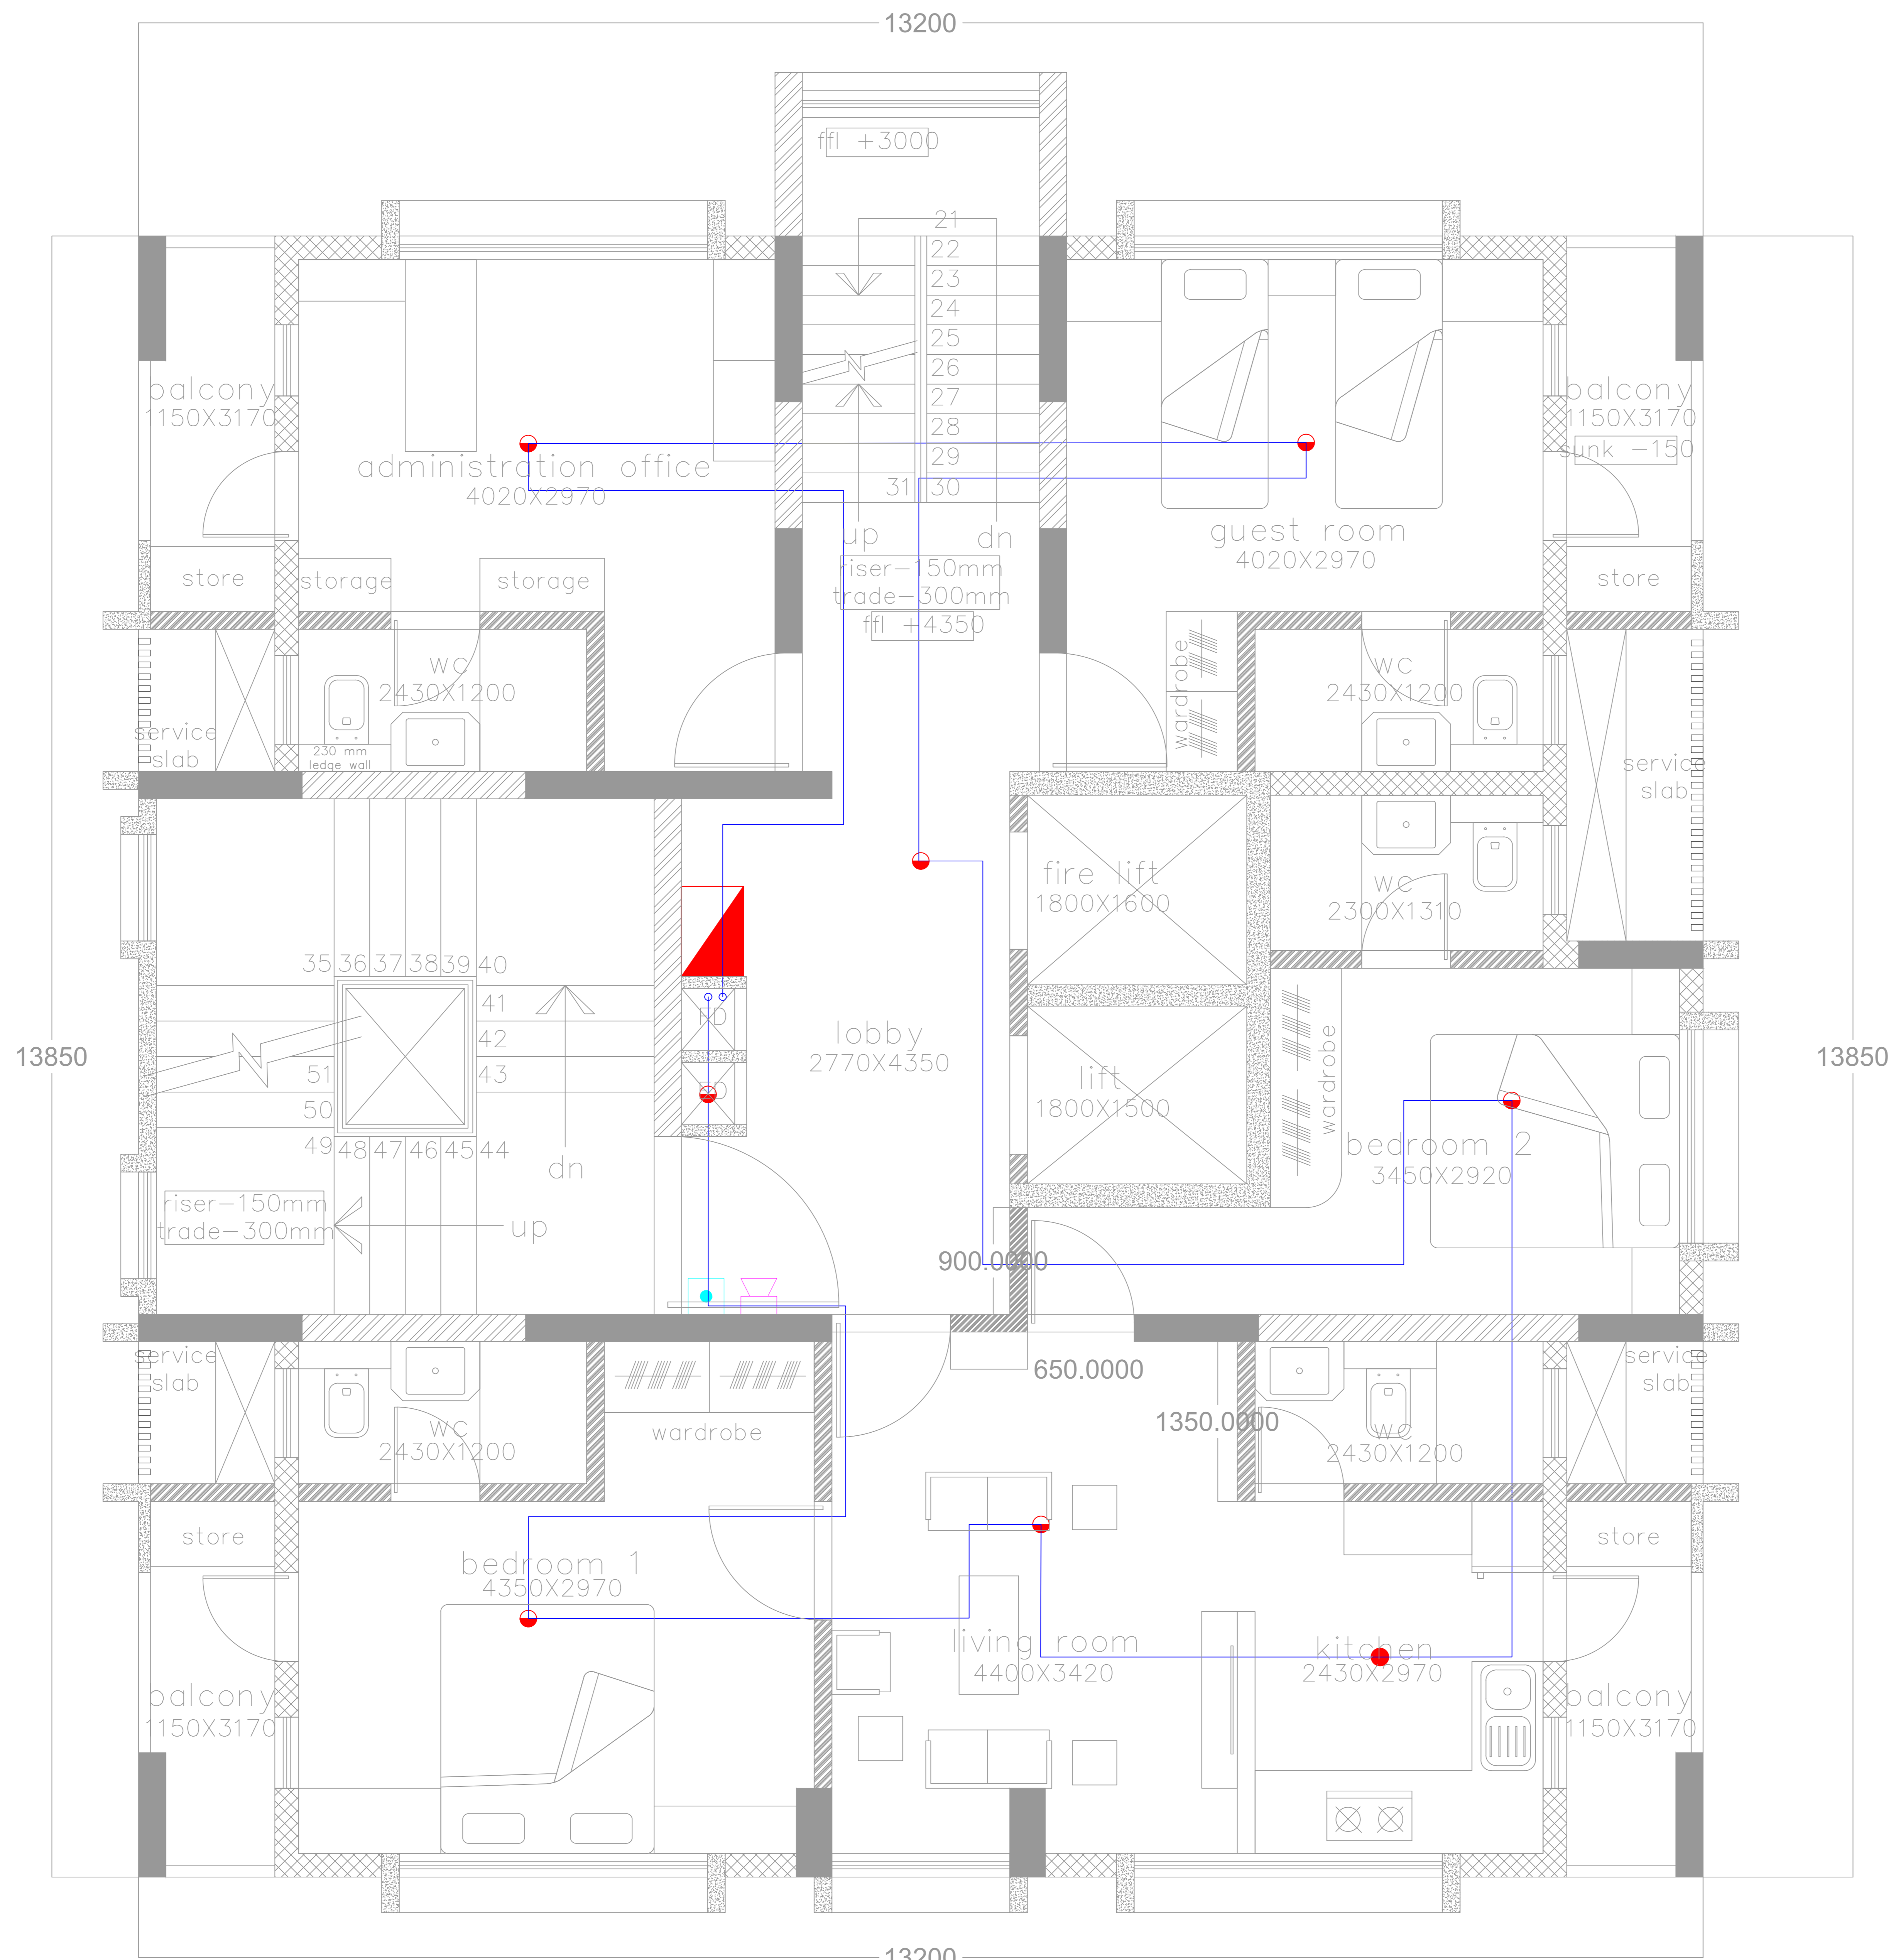 13200
ffl +3000
21
22
23
24
25
26
27
28
29
31 30
up
dn
riser-150mm
trade-300mm
ffl +4350
balcony
1150X3170
administration office
4020X2970
store
storage
storage
WC
2430X1200
service
slab
230 mm
ledge wall
guest room
4020X2970
balcony
1150X3170
sunk -150
store
wardrobe
WC
2430X1200
service
slab
WC
2300X1310
fire lift
1800X1600
lift
1800X1500
13850
13850
35 36 37 38 39 40
41
42
43
51
50
49 48 47 46 45 44
dn
up
riser-150mm
trade-300mm
FD
lobby
2770X4350
wardrobe
bedroom 2
3450X2920
900.0000
650.0000
1350.0000
service
slab
WC
2430X1200
wardrobe
store
bedroom 1
4350X2970
balcony
1150X3170
living room
4400X3420
kitchen
2430X2970
WC
2430X1200
service
slab
store
balcony
1150X3170
13200